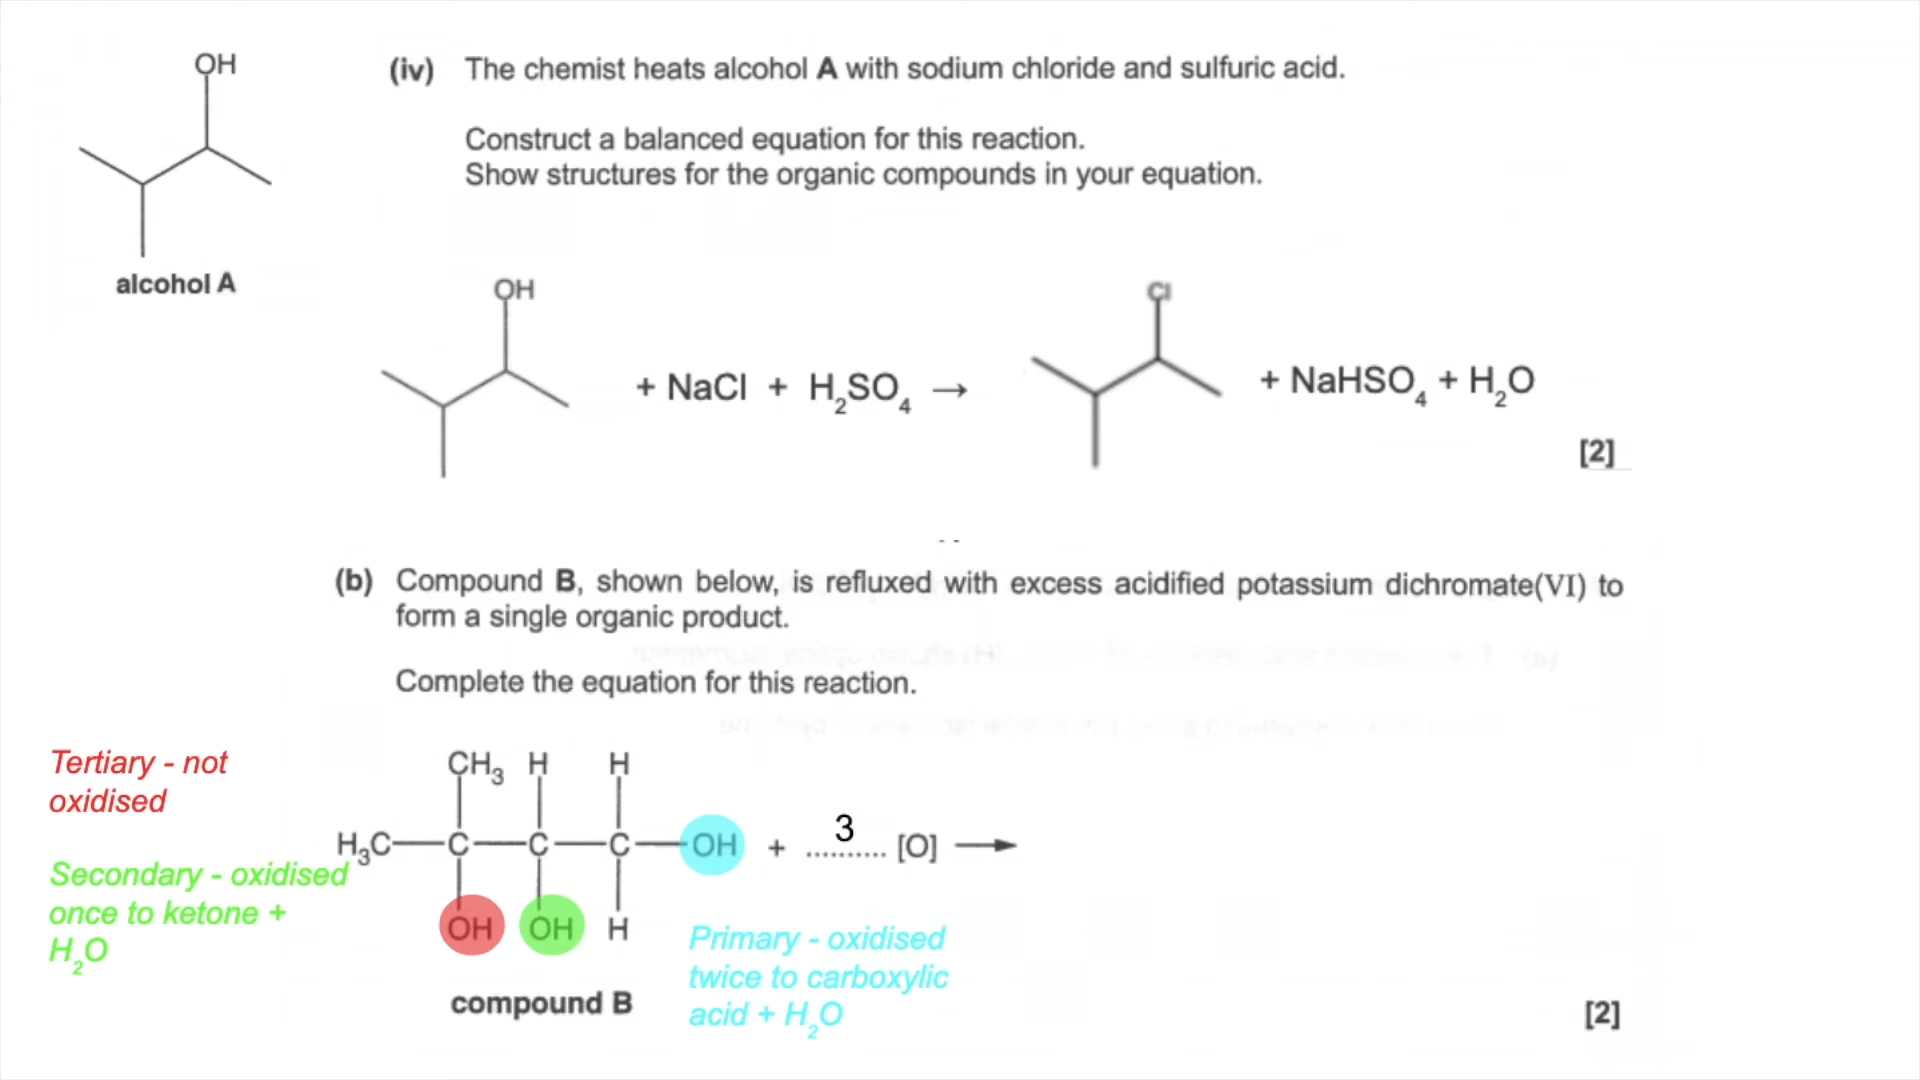 OH
alcohol A
(iv) The chemist heats alcohol A with sodium chloride and sulfuric acid.
Construct a balanced equation for this reaction.
Show structures for the organic compounds in your equation.
OH
+ NaCl + H₂SO₄ →
Cl
+ NaHSO₄ + H₂O
[2]
(b) Compound B, shown below, is refluxed with excess acidified potassium dichromate(VI) to
form a single organic product.
Complete the equation for this reaction.
Tertiary - not
oxidised
Secondary - oxidised
once to ketone +
H₂O
CH₃ H H
H₃C C C C OH + 3 .......... [O]
OH OH H
compound B
Primary - oxidised
twice to carboxylic
acid + H₂O
[2]